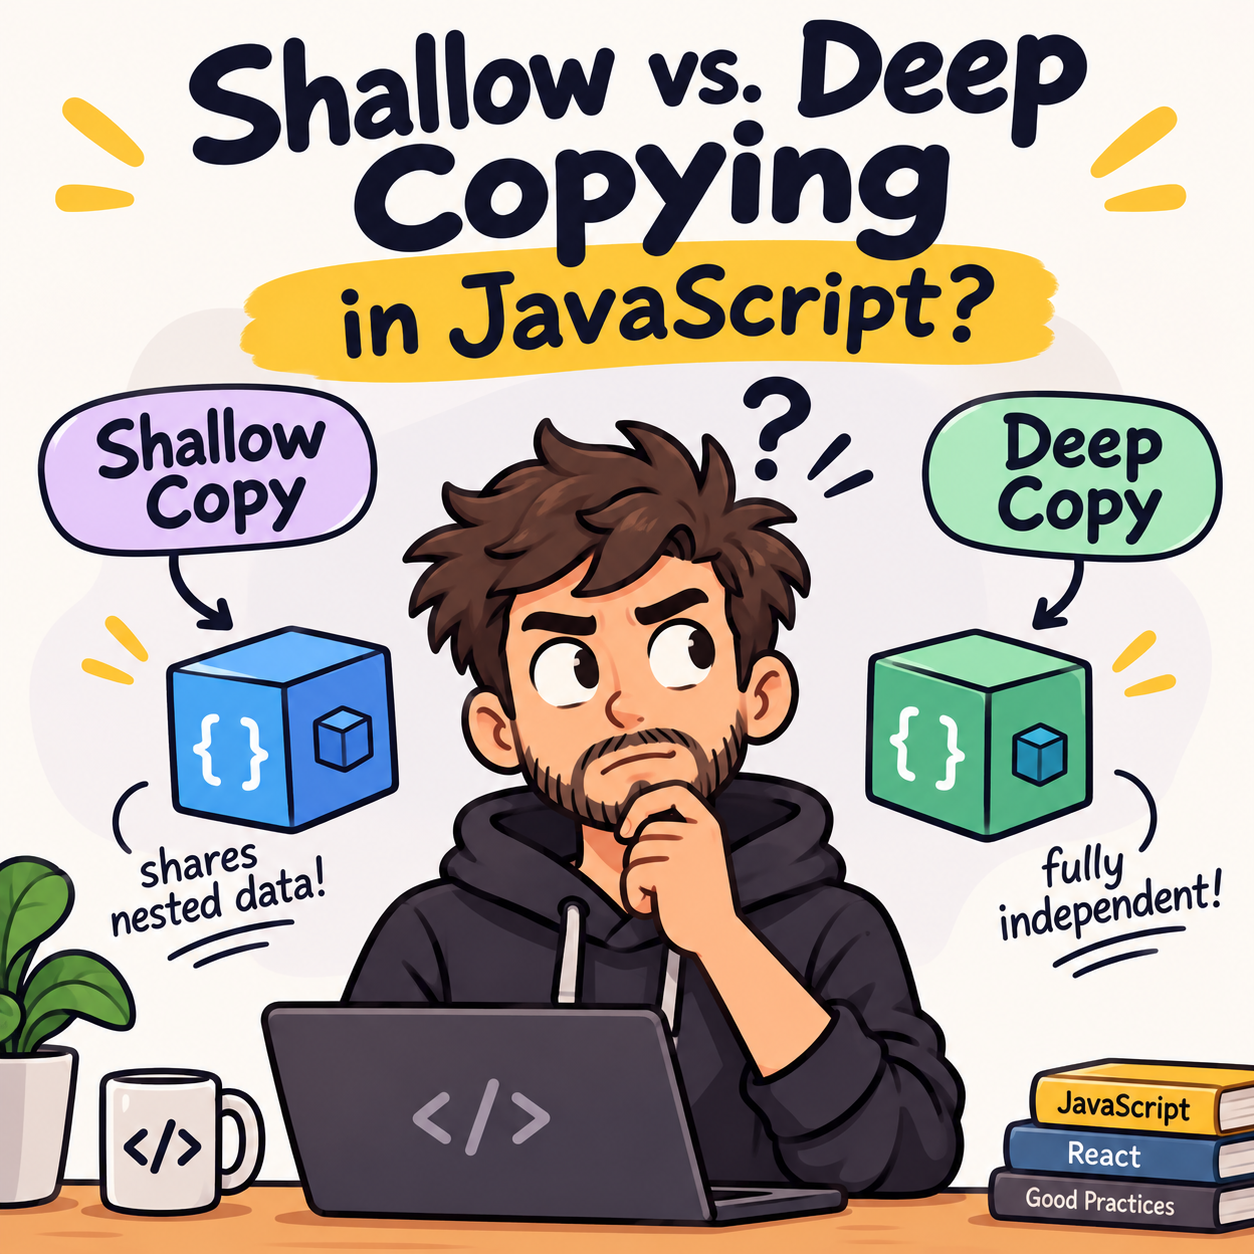 Shallow vs. Deep
Copying
in JavaScript?
?
Shallow
Copy
Deep
Copy
{ }
{ }
shares
nested data!
fully
independent!
</>
</>
JavaScript
React
Good Practices